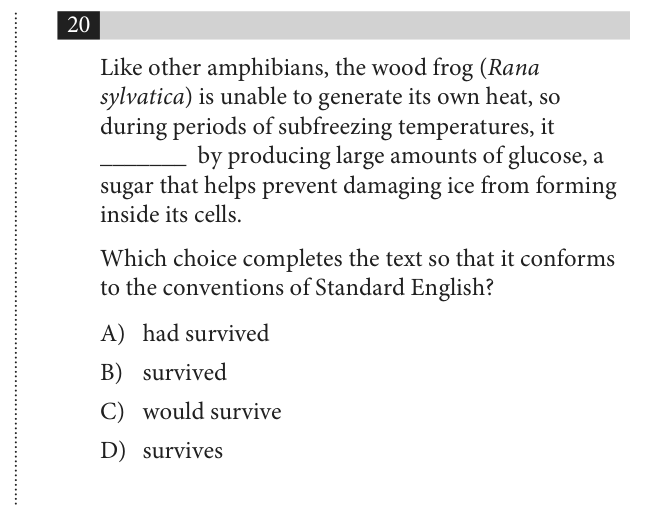 20
Like other amphibians, the wood frog (Rana
sylvatica) is unable to generate its own heat, so
during periods of subfreezing temperatures, it
_______ by producing large amounts of glucose, a
sugar that helps prevent damaging ice from forming
inside its cells.
Which choice completes the text so that it conforms
to the conventions of Standard English?
A) had survived
B) survived
C) would survive
D) survives